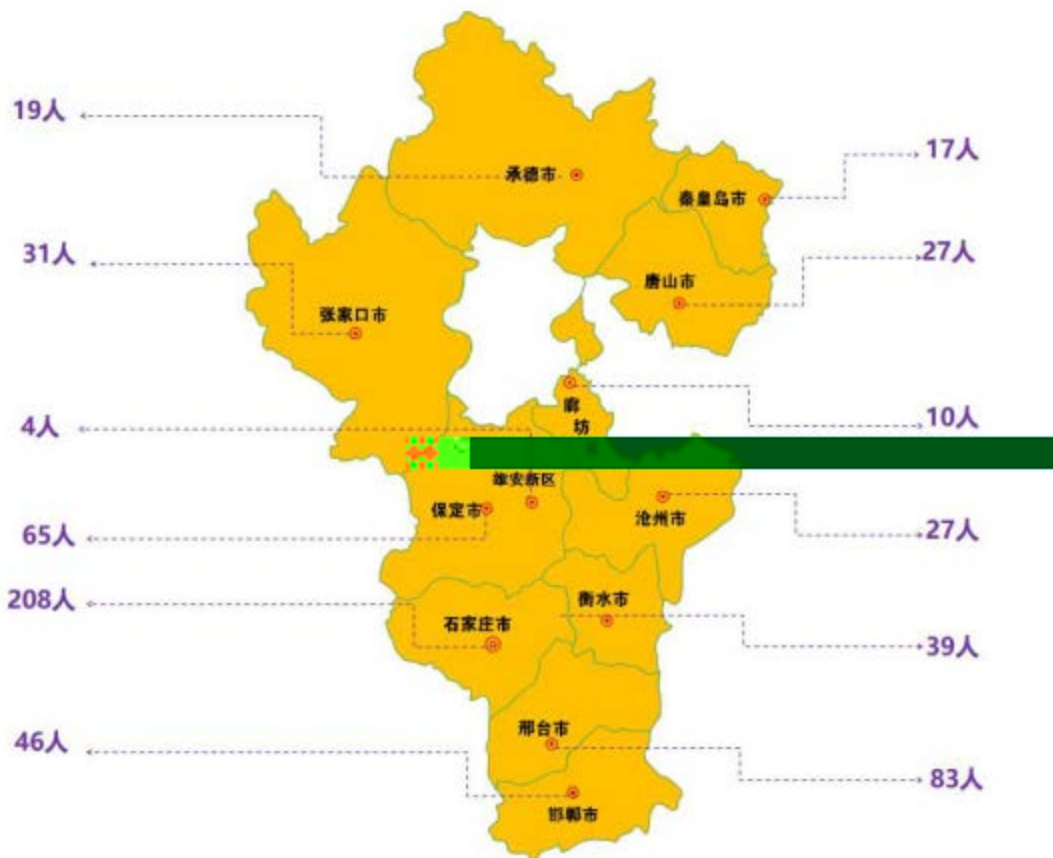 19人
承德市
17人
秦皇岛市
31人
27人
唐山市
张家口市
4人
廊
坊
10人
雄安新区
保定市
沧州市
65人
27人
208人
衡水市
石家庄市
39人
46人
邢台市
83人
邯郸市